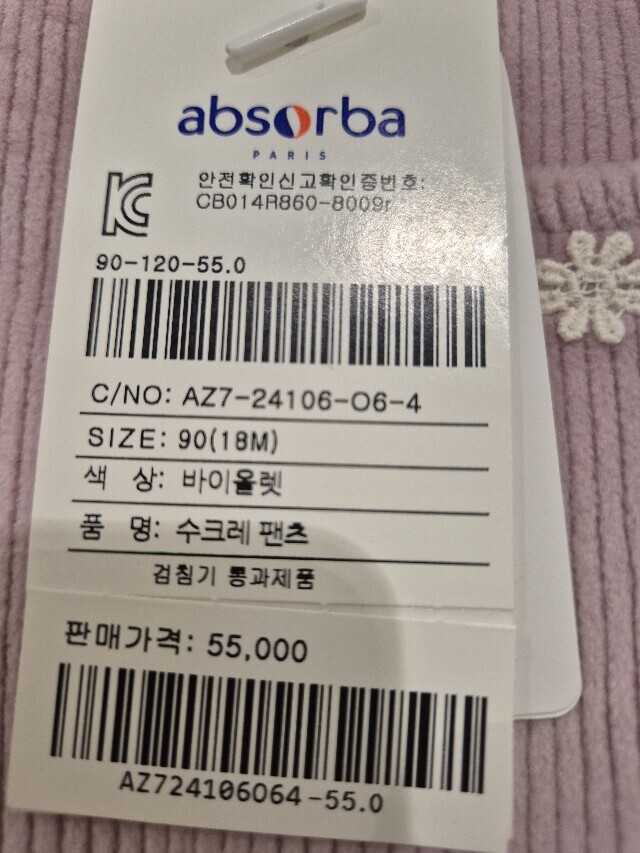 absorba
PARIS
안전확인신고확인증번호:
CB014R860-8009r
90-120-55.0
C/NO: AZ7-24106-06-4
SIZE: 90(18M)
색 상: 바이올렛
품 명: 수크레 팬츠
검침기 통과제품
판매가격: 55,000
AZ724106064-55.0